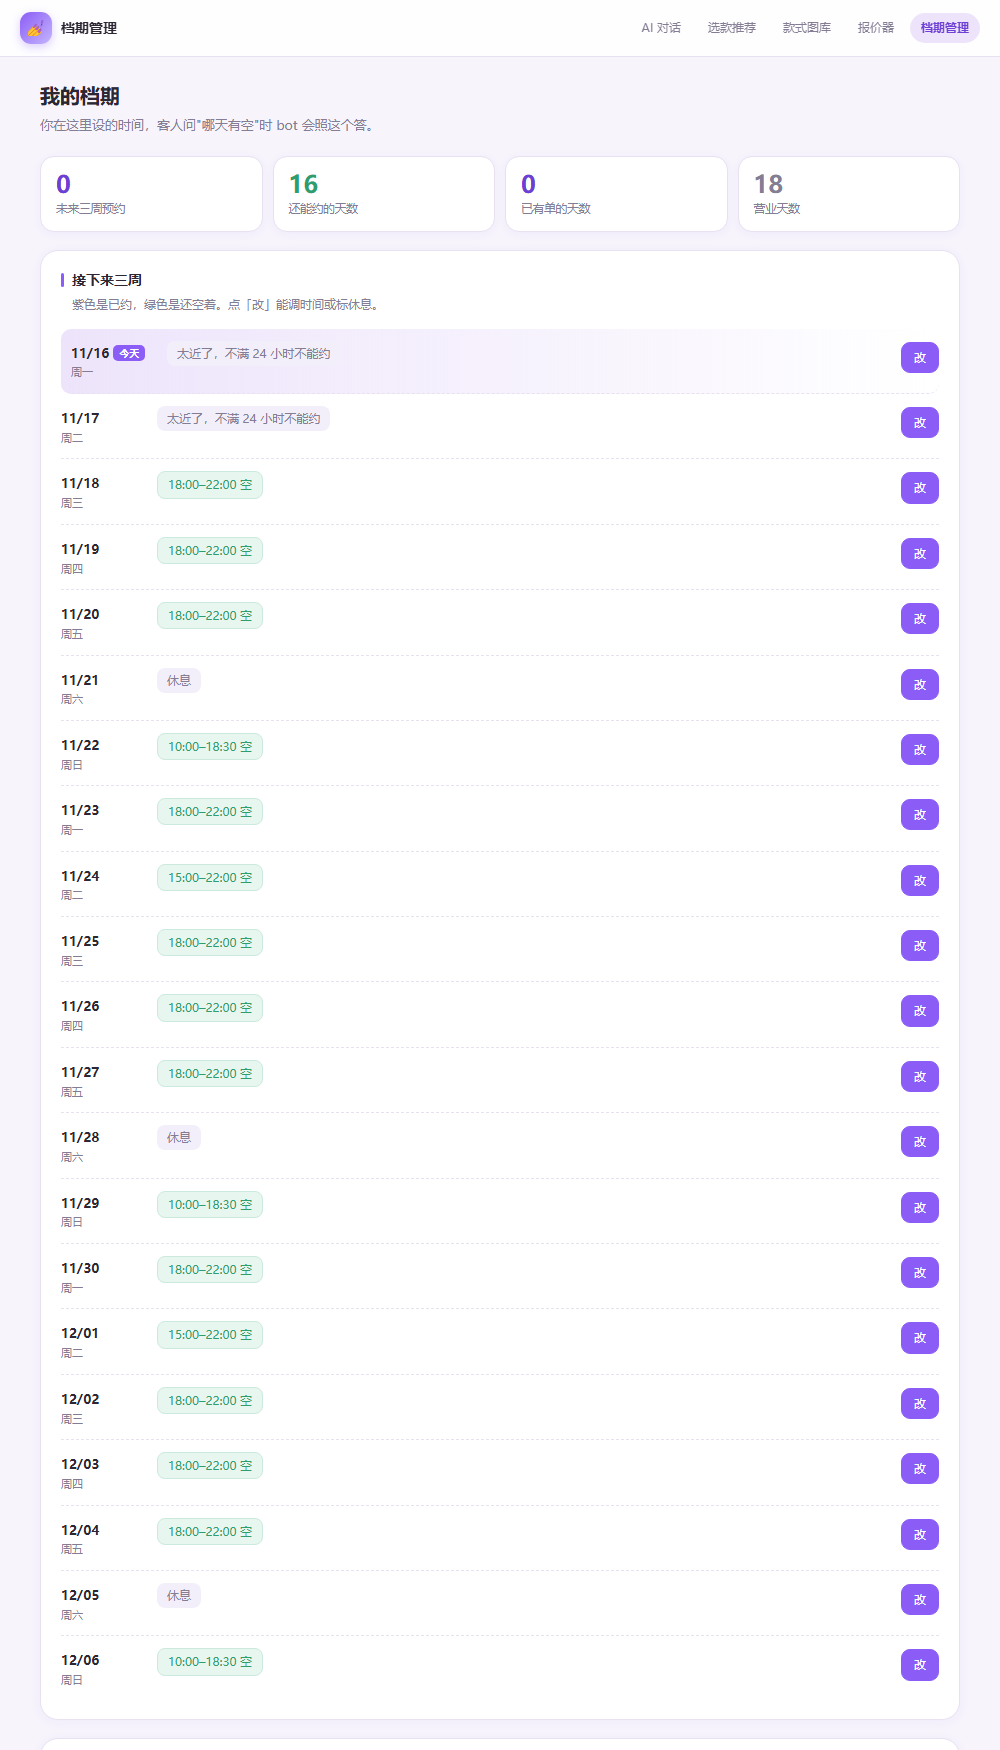 档期管理
AI 对话 选款推荐 款式图库 报价器 档期管理
我的档期
你在这里设的时间，客人问"哪天有空"时 bot 会照这个答。
0
未来三周预约
16
还能约的天数
0
已有单的天数
18
营业天数
接下来三周
紫色是已约，绿色是还空着。点「改」能调时间或标休息。
11/16 今天 太近了，不满 24 小时不能约 改
周一
11/17 太近了，不满 24 小时不能约 改
周二
11/18 18:00–22:00 空 改
周三
11/19 18:00–22:00 空 改
周四
11/20 18:00–22:00 空 改
周五
11/21 休息 改
周六
11/22 10:00–18:30 空 改
周日
11/23 18:00–22:00 空 改
周一
11/24 15:00–22:00 空 改
周二
11/25 18:00–22:00 空 改
周三
11/26 18:00–22:00 空 改
周四
11/27 18:00–22:00 空 改
周五
11/28 休息 改
周六
11/29 10:00–18:30 空 改
周日
11/30 18:00–22:00 空 改
周一
12/01 15:00–22:00 空 改
周二
12/02 18:00–22:00 空 改
周三
12/03 18:00–22:00 空 改
周四
12/04 18:00–22:00 空 改
周五
12/05 休息 改
周六
12/06 10:00–18:30 空 改
周日